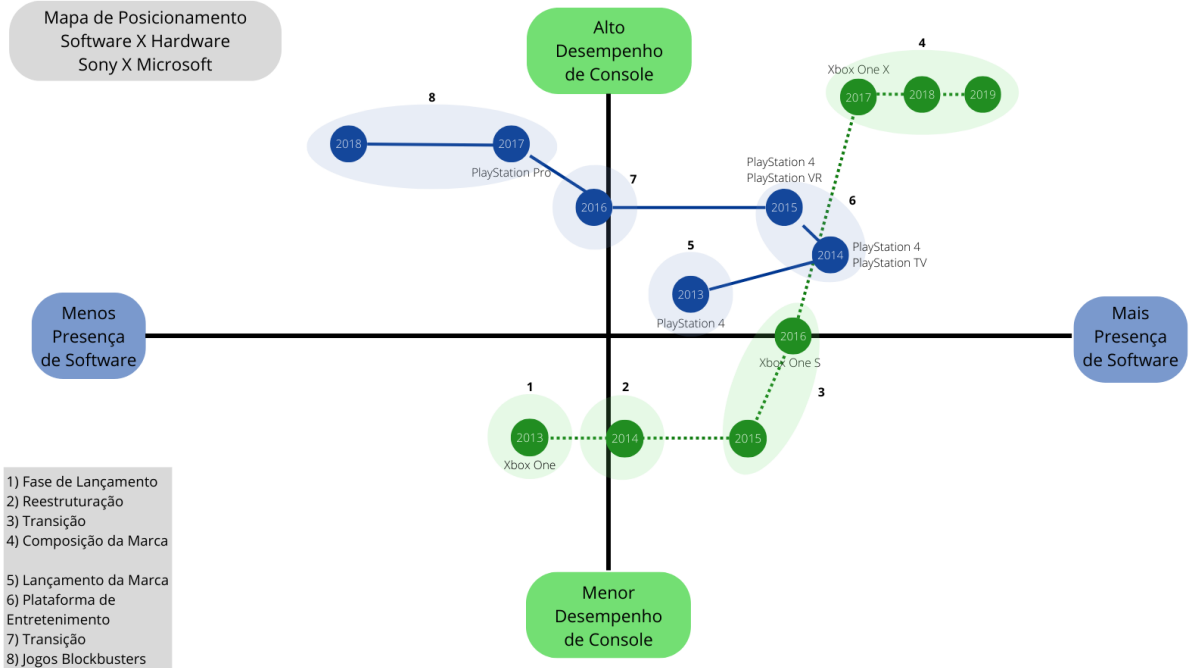 Mapa de Posicionamento
Software X Hardware
Sony X Microsoft
Alto
Desempenho
de Console
4
Xbox One X
2017
2018
2019
8
2018
2017
PlayStation Pro
7
2016
PlayStation 4
PlayStation VR
2015
6
2014
PlayStation 4
PlayStation TV
5
2013
PlayStation 4
Menos
Presença
de Software
Mais
Presença
de Software
2016
Xbox One S
3
1
2013
Xbox One
2
2014
2015
1) Fase de Lançamento
2) Reestruturação
3) Transição
4) Composição da Marca
5) Lançamento da Marca
6) Plataforma de
Entretenimento
7) Transição
8) Jogos Blockbusters
Menor
Desempenho
de Console